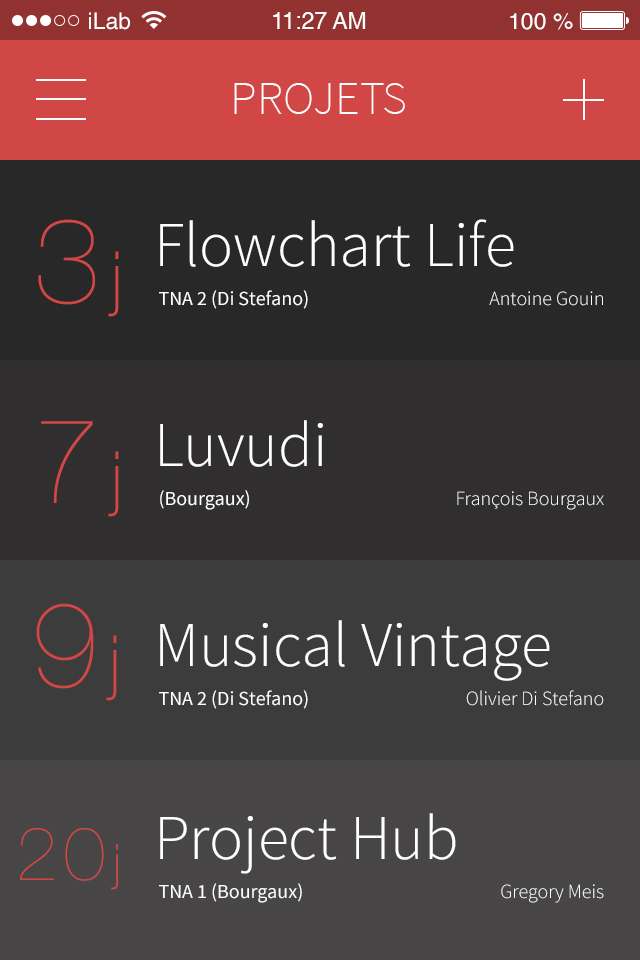 iLab 11:27 AM 100 %
PROJETS
3j Flowchart Life
TNA 2 (Di Stefano) Antoine Gouin
7j Luvudi
(Bourgaux) François Bourgaux
9j Musical Vintage
TNA 2 (Di Stefano) Olivier Di Stefano
20j Project Hub
TNA 1 (Bourgaux) Gregory Meis